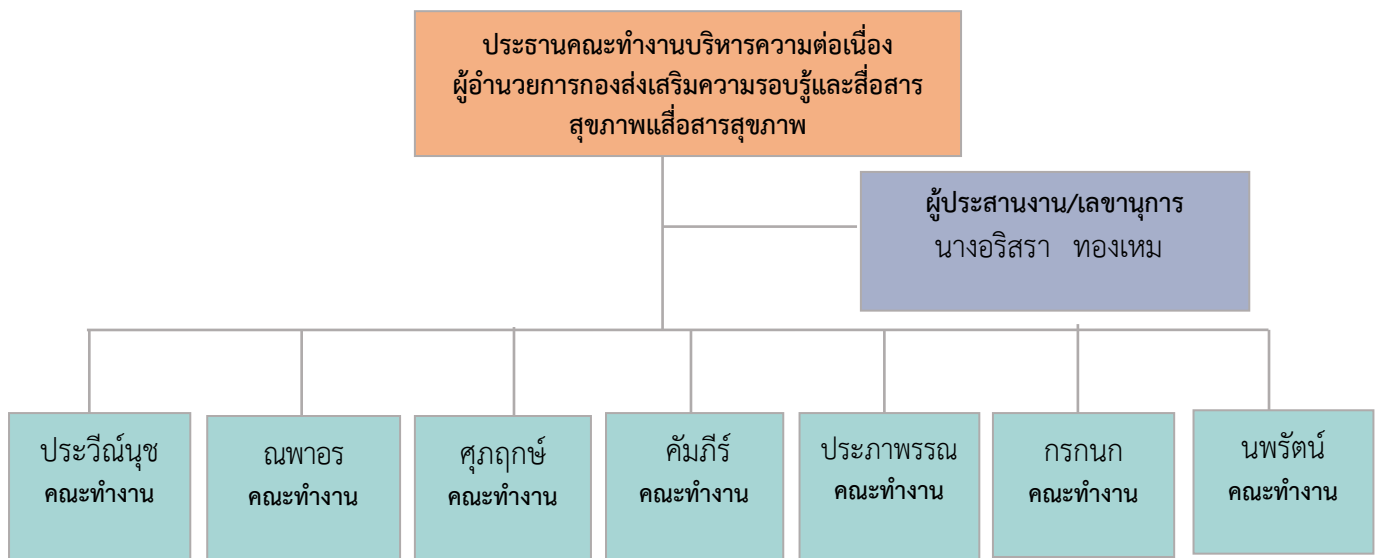 ประธานคณะทำงานบริหารความต่อเนื่อง
ผู้อำนวยการกองส่งเสริมความรอบรู้และสื่อสาร
สุขภาพแสื่อสารสุขภาพ
ผู้ประสานงาน/เลขานุการ
นางอริสรา ทองเหม
ประวีณ์นุช
คณะทำงาน
ณพาอร
คณะทำงาน
ศุภฤกษ์
คณะทำงาน
คัมภีร์
คณะทำงาน
ประภาพรรณ
คณะทำงาน
กรกนก
คณะทำงาน
นพรัตน์
คณะทำงาน